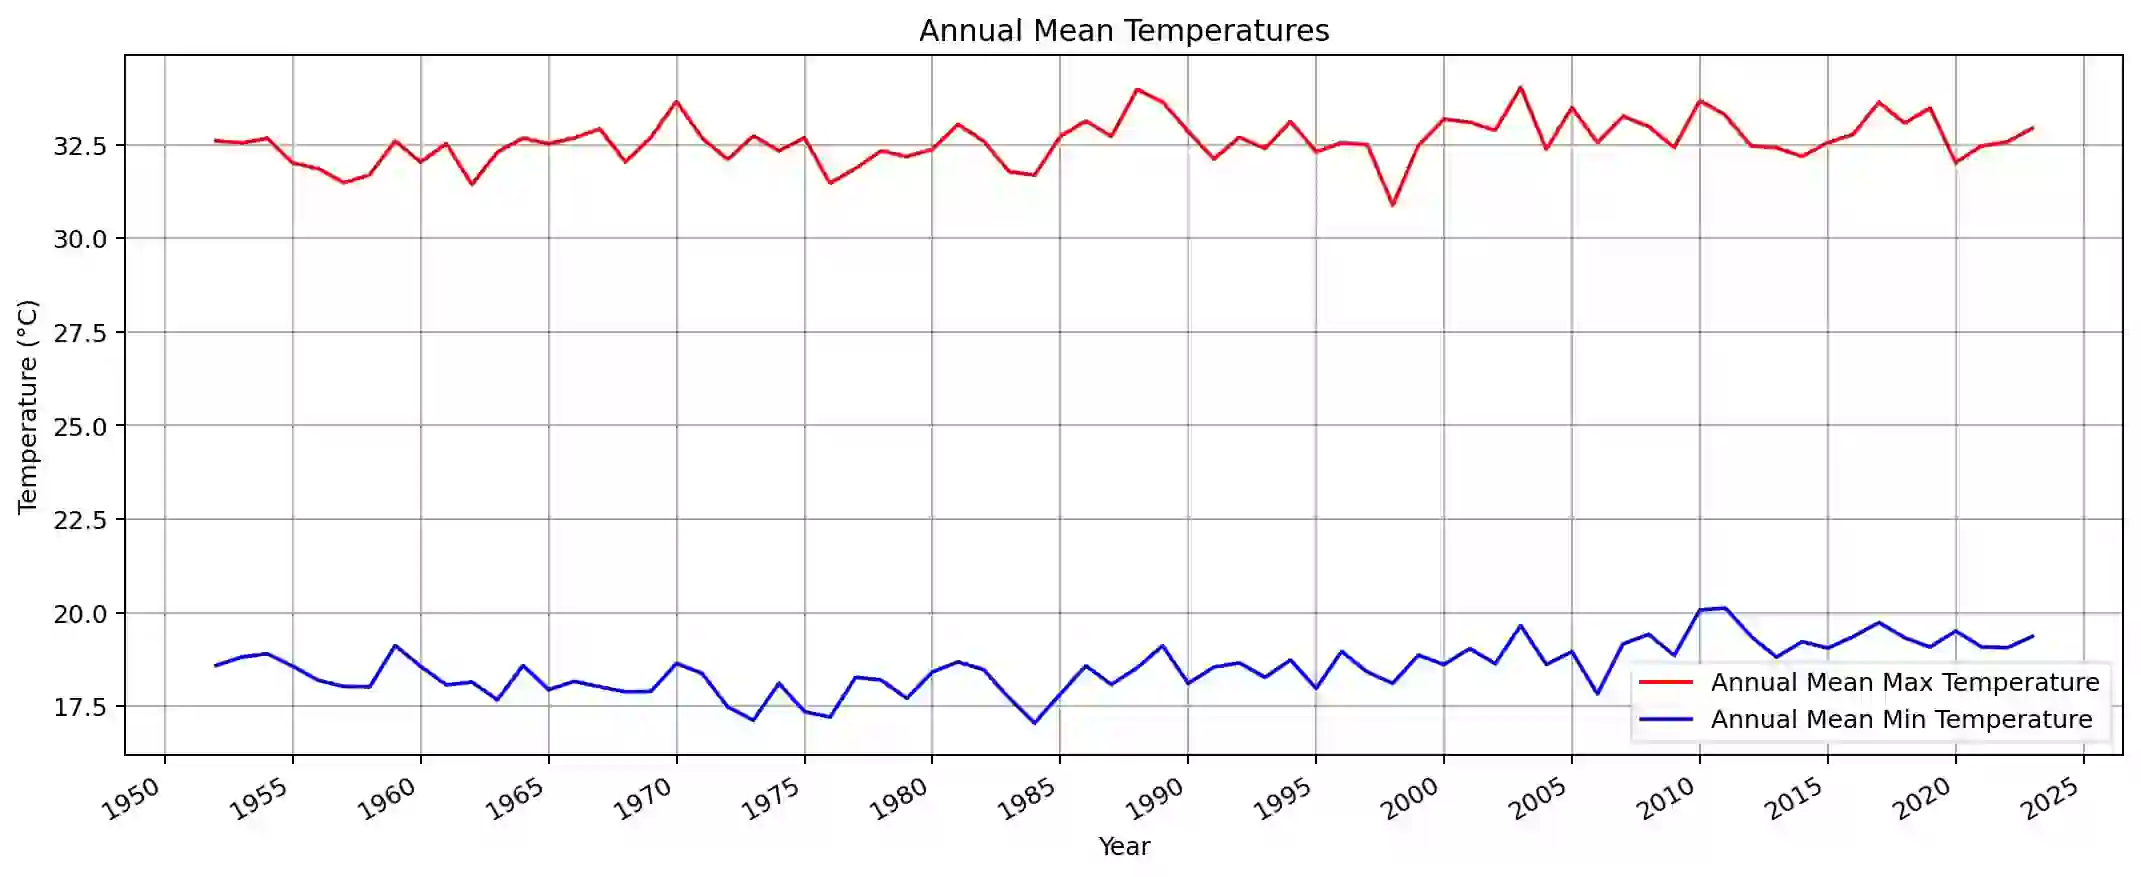 Annual Mean Temperatures
Temperature (°C)
32.5
30.0
27.5
25.0
22.5
20.0
17.5
Annual Mean Max Temperature
Annual Mean Min Temperature
1950 1955 1960 1965 1970 1975 1980 1985 1990 1995 2000 2005 2010 2015 2020 2025
Year